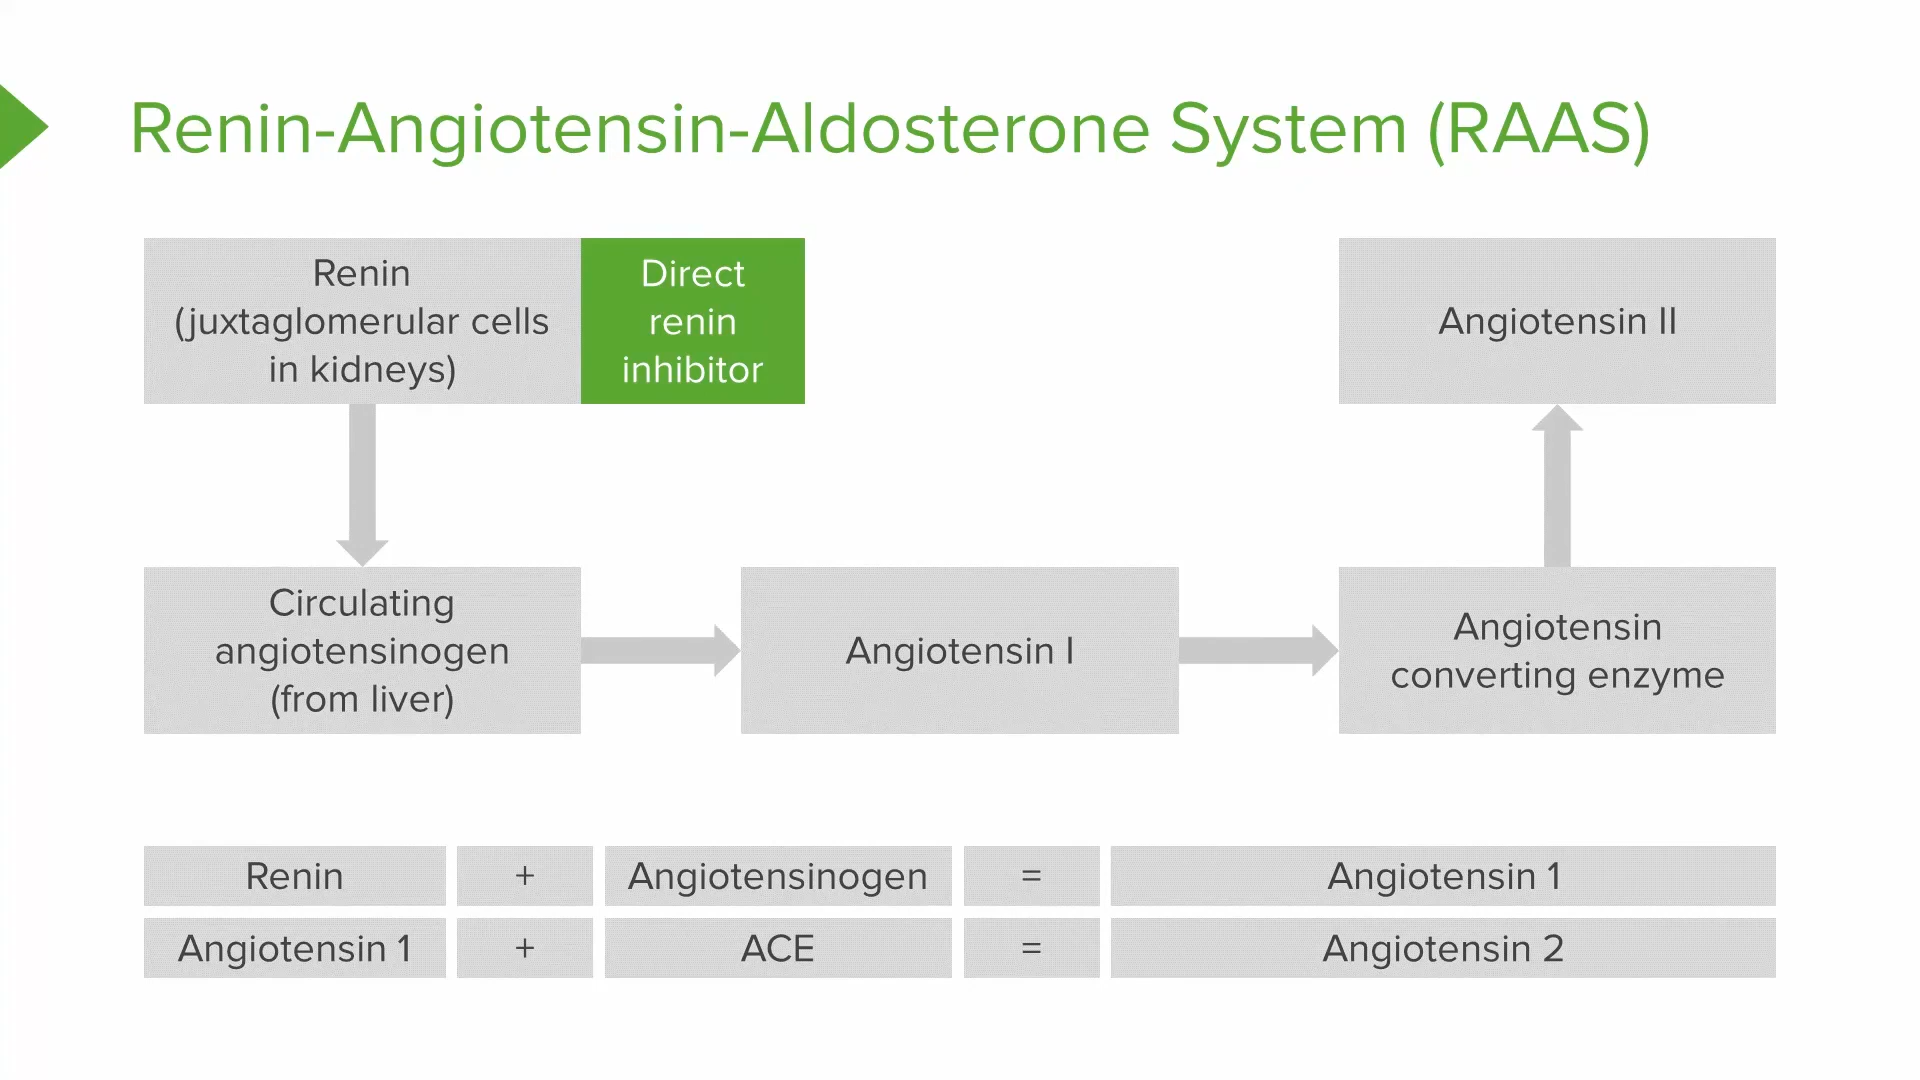 Renin-Angiotensin-Aldosterone System (RAAS)
Renin
(juxtaglomerular cells
in kidneys)
Direct
renin
inhibitor
Angiotensin II
Circulating
angiotensinogen
(from liver)
Angiotensin I
Angiotensin
converting enzyme
Renin + Angiotensinogen = Angiotensin 1
Angiotensin 1 + ACE = Angiotensin 2